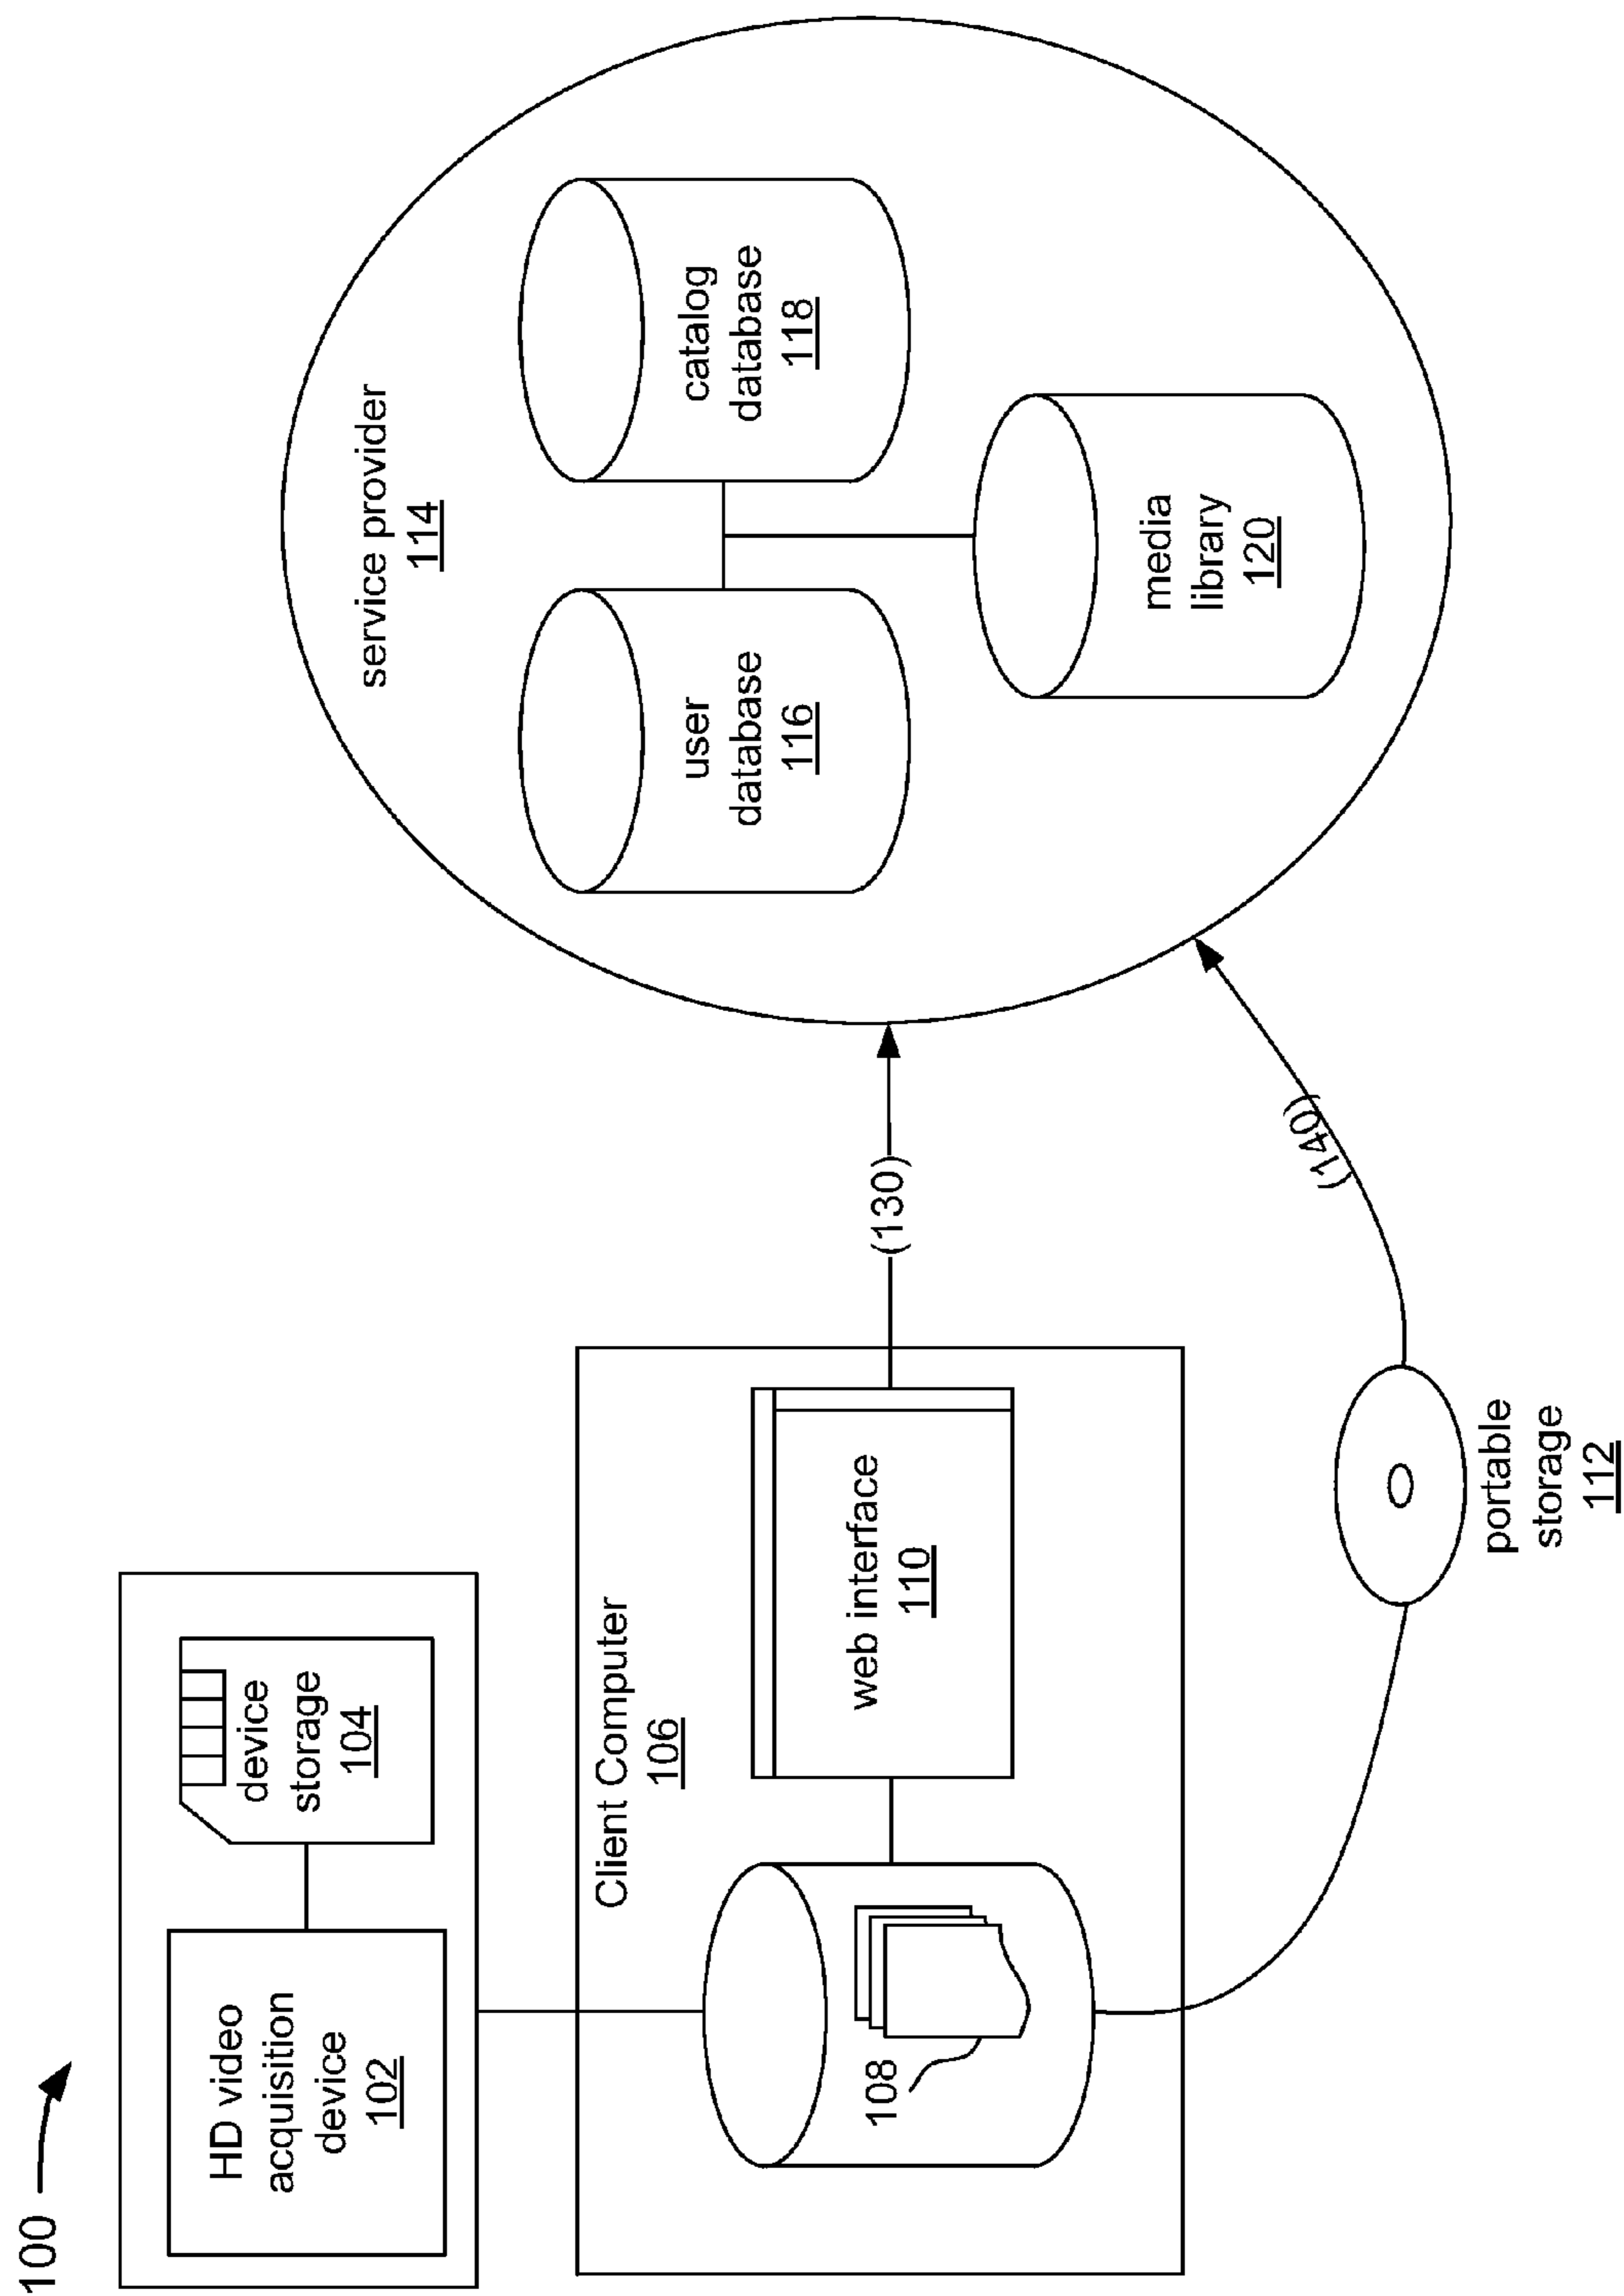 100
HD video
acquisition
device
102
device
storage
104
Client Computer
106
108
web interface
110
(130)
(140)
portable
storage
112
service provider
114
user
database
116
catalog
database
118
media
library
120